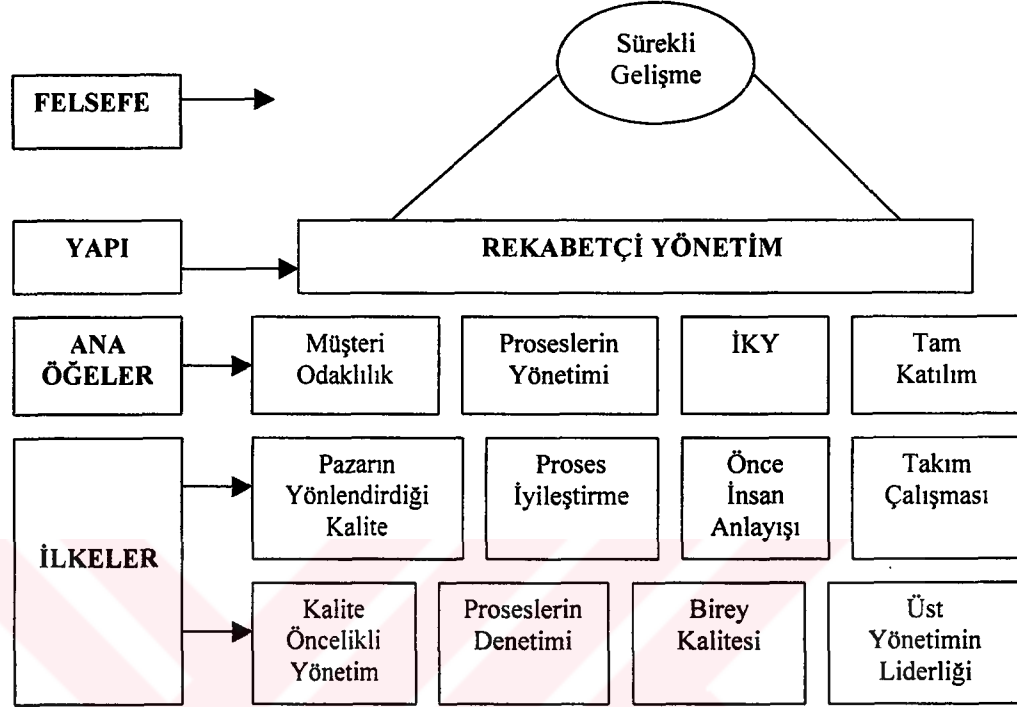 Sürekli
Gelişme
FELSEFE
YAPI
REKABETÇİ YÖNETİM
ANA
ÖĞELER
Müşteri
Odaklılık
Proseslerin
Yönetimi
İKY
Tam
Katılım
İLKELER
Pazarın
Yönlendirdiği
Kalite
Proses
İyileştirme
Önce
İnsan
Anlayışı
Takım
Çalışması
Kalite
Öncelikli
Yönetim
Proseslerin
Denetimi
Birey
Kalitesi
Üst
Yönetimin
Liderliği